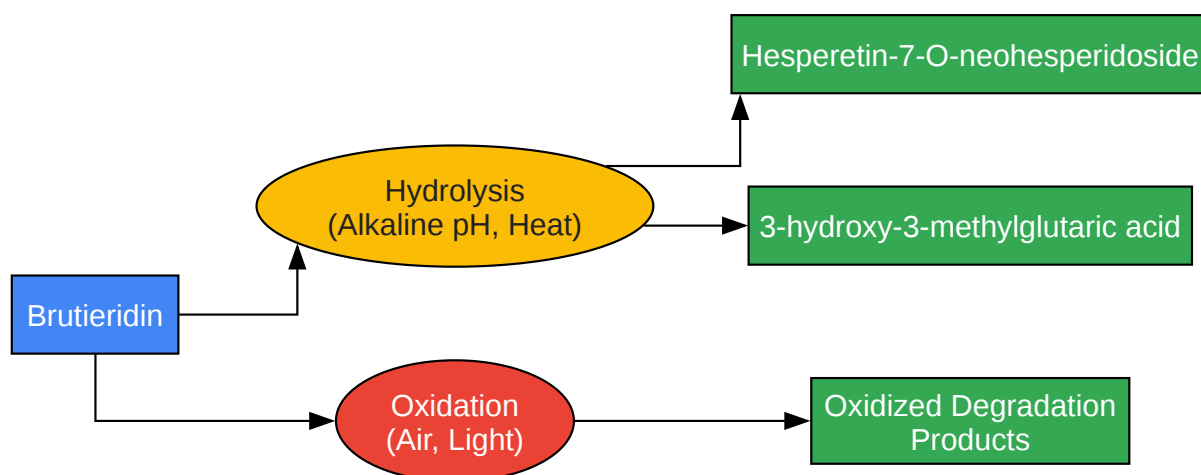 Hesperetin-7-O-neohesperidoside
Hydrolysis
(Alkaline pH, Heat)
3-hydroxy-3-methylglutaric acid
Brutieridin
Oxidation
(Air, Light)
Oxidized Degradation
Products